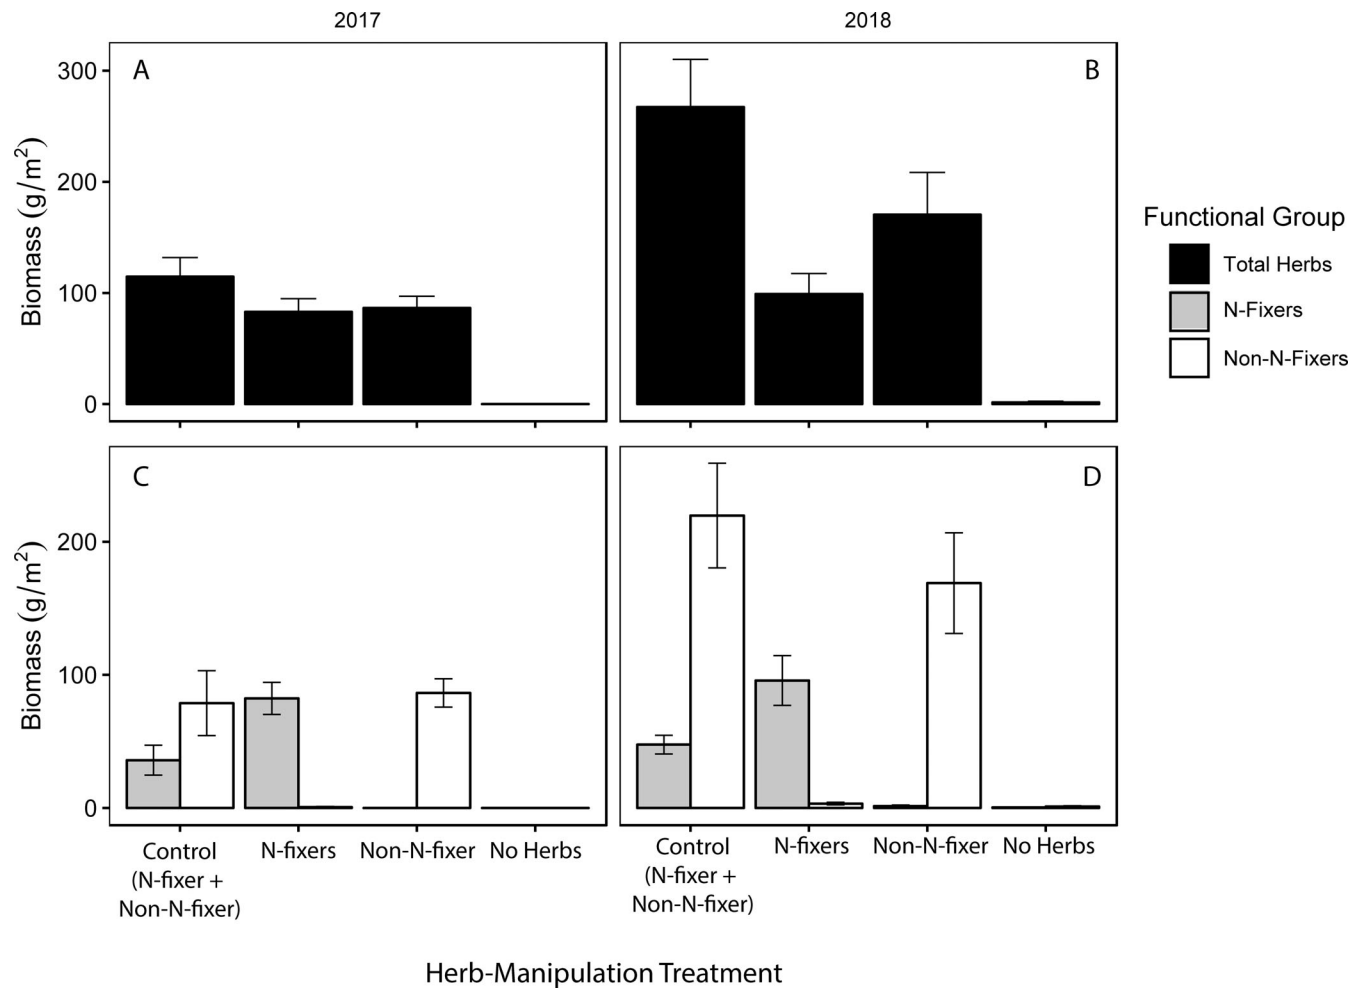 2017
2018
A
B
300
200
100
0
Biomass (g/m²)
Functional Group
Total Herbs
N-Fixers
Non-N-Fixers
C
D
200
100
0
Biomass (g/m²)
Control
(N-fixer +
Non-N-fixer)
N-fixers
Non-N-fixer
No Herbs
Control
(N-fixer +
Non-N-fixer)
N-fixers
Non-N-fixer
No Herbs
Herb-Manipulation Treatment